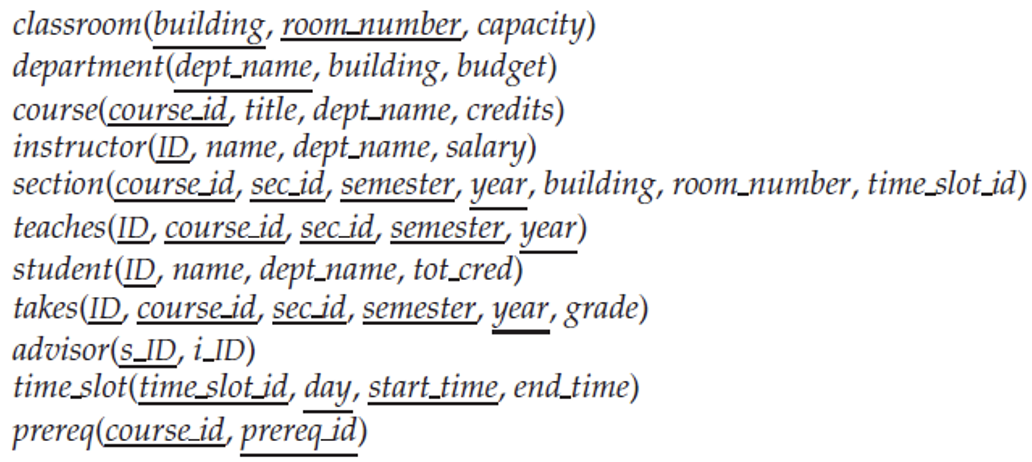 classroom(building, room_number, capacity)
department(dept_name, building, budget)
course(course_id, title, dept_name, credits)
instructor(ID, name, dept_name, salary)
section(course_id, sec_id, semester, year, building, room_number, time_slot_id)
teaches(ID, course_id, sec_id, semester, year)
student(ID, name, dept_name, tot_cred)
takes(ID, course_id, sec_id, semester, year, grade)
advisor(s_ID, i_ID)
time_slot(time_slot_id, day, start_time, end_time)
prereq(course_id, prereq_id)